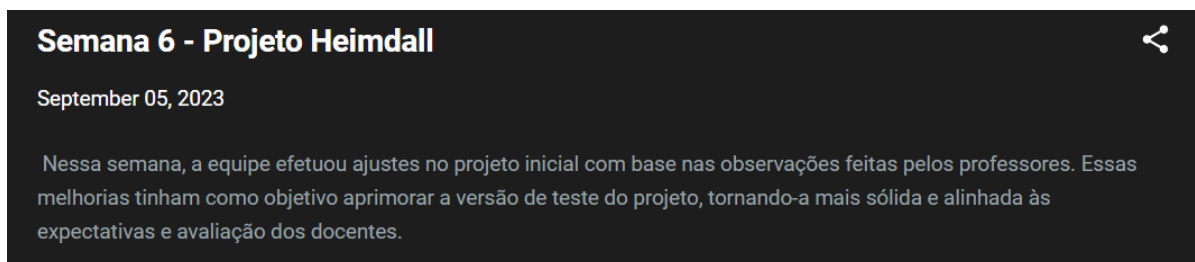 Semana 6 - Projeto Heimdall
September 05, 2023
Nessa semana, a equipe efetuou ajustes no projeto inicial com base nas observações feitas pelos professores. Essas
melhorias tinham como objetivo aprimorar a versão de teste do projeto, tornando-a mais sólida e alinhada às
expectativas e avaliação dos docentes.